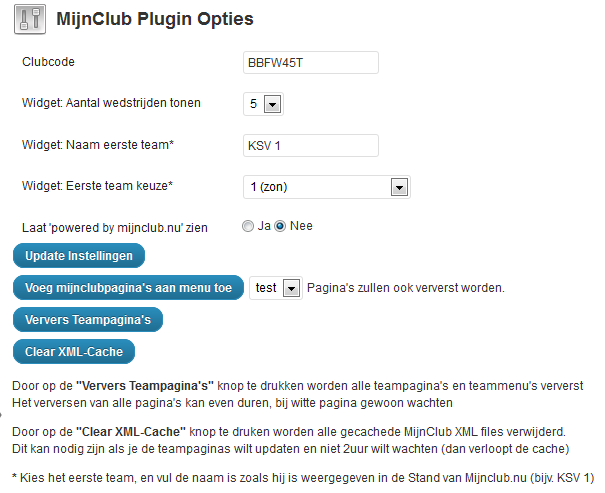 MijnClub Plugin Opties
Clubcode BBFW45T
Widget: Aantal wedstrijden tonen 5
Widget: Naam eerste team* KSV 1
Widget: Eerste team keuze* 1 (zon)
Laat 'powered by mijnclub.nu' zien Ja Nee
Update Instellingen
Voeg mijnclubpagina's aan menu toe test Pagina's zullen ook ververst worden.
Ververs Teampagina's
Clear XML-Cache
Door op de "Ververs Teampagina's" knop te drukken worden alle teampagina's en teammenu's ververst
Het verversen van alle pagina's kan even duren, bij witte pagina gewoon wachten
Door op de "Clear XML-Cache" knop te druken worden alle gecachede MijnClub XML files verwijderd.
Dit kan nodig zijn als je de teampaginas wilt updaten en niet 2uur wilt wachten (dan verloopt de cache)
* Kies het eerste team, en vul de naam is zoals hij is weergegeven in de Stand van Mijnclub.nu (bijv. KSV 1)